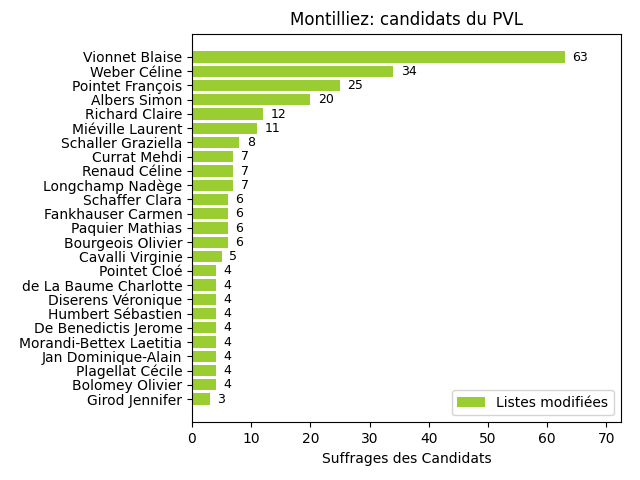 Montilliez: candidats du PVL
Vionnet Blaise 63
Weber Céline 34
Pointet François 25
Albers Simon 20
Richard Claire 12
Miéville Laurent 11
Schaller Graziella 8
Currat Mehdi 7
Renaud Céline 7
Longchamp Nadège 7
Schaffer Clara 6
Fankhauser Carmen 6
Paquier Mathias 6
Bourgeois Olivier 6
Cavalli Virginie 5
Pointet Cloé 4
de La Baume Charlotte 4
Diserens Véronique 4
Humbert Sébastien 4
De Benedictis Jerome 4
Morandi-Bettex Laetitia 4
Jan Dominique-Alain 4
Plagellat Cécile 4
Bolomey Olivier 4
Girod Jennifer 3
Listes modifiées
0 10 20 30 40 50 60 70
Suffrages des Candidats